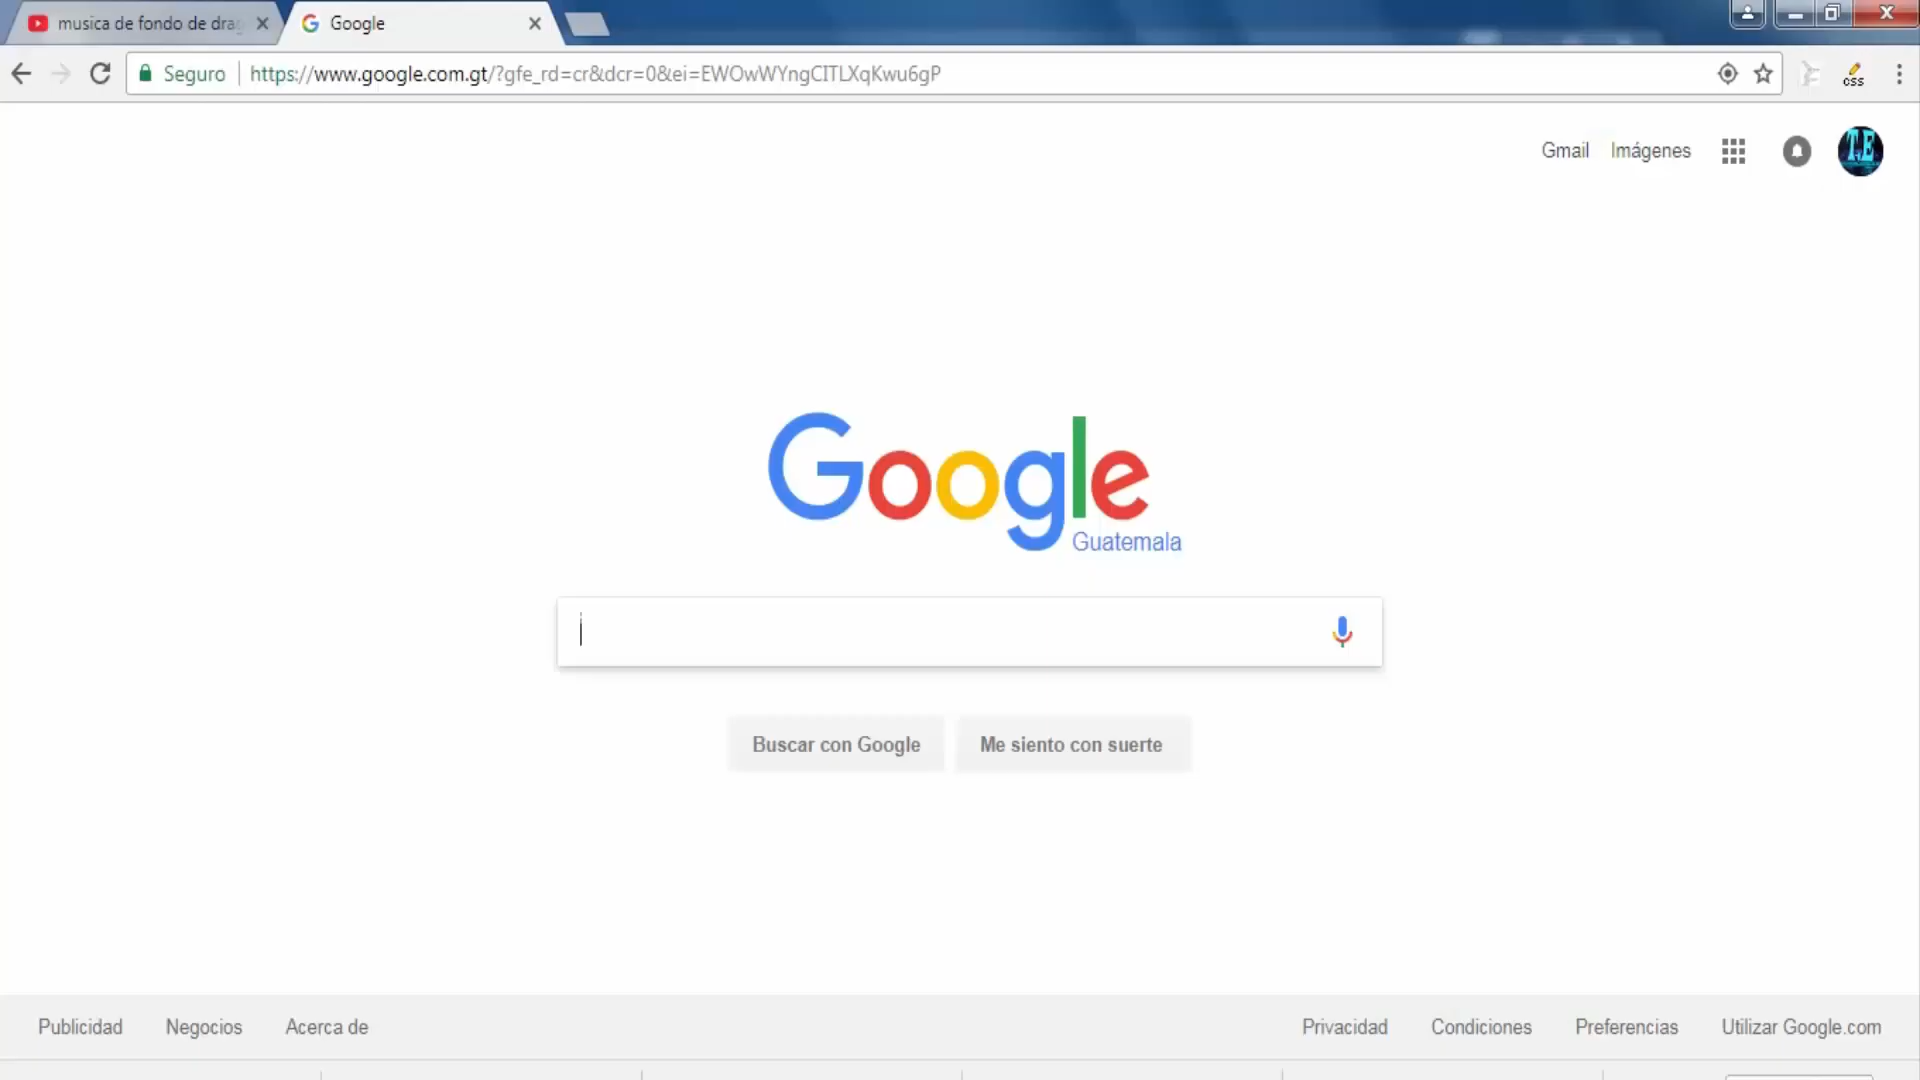 musica de fondo de drag
Google
Seguro
https://www.google.com.gt/?gfe_rd=cr&dcr=0&ei=EWOwWYngCITLXqKwu6gP
css
Gmail
Imágenes
T.E
Google
Guatemala
Buscar con Google
Me siento con suerte
Publicidad
Negocios
Acerca de
Privacidad
Condiciones
Preferencias
Utilizar Google.com